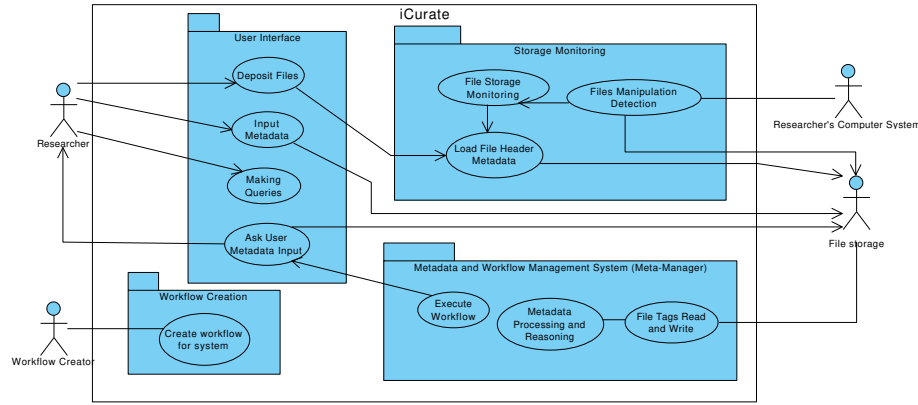 iCurate
User Interface
Deposit Files
Input
Metadata
Making
Queries
Ask User
Metadata Input
Storage Monitoring
File Storage
Monitoring
Files Manipulation
Detection
Load File Header
Metadata
Researcher
Researcher's Computer System
File storage
Metadata and Workflow Management System (Meta-Manager)
Execute
Workflow
Metadata
Processing and
Reasoning
File Tags Read
and Write
Workflow Creation
Create workflow
for system
Workflow Creator